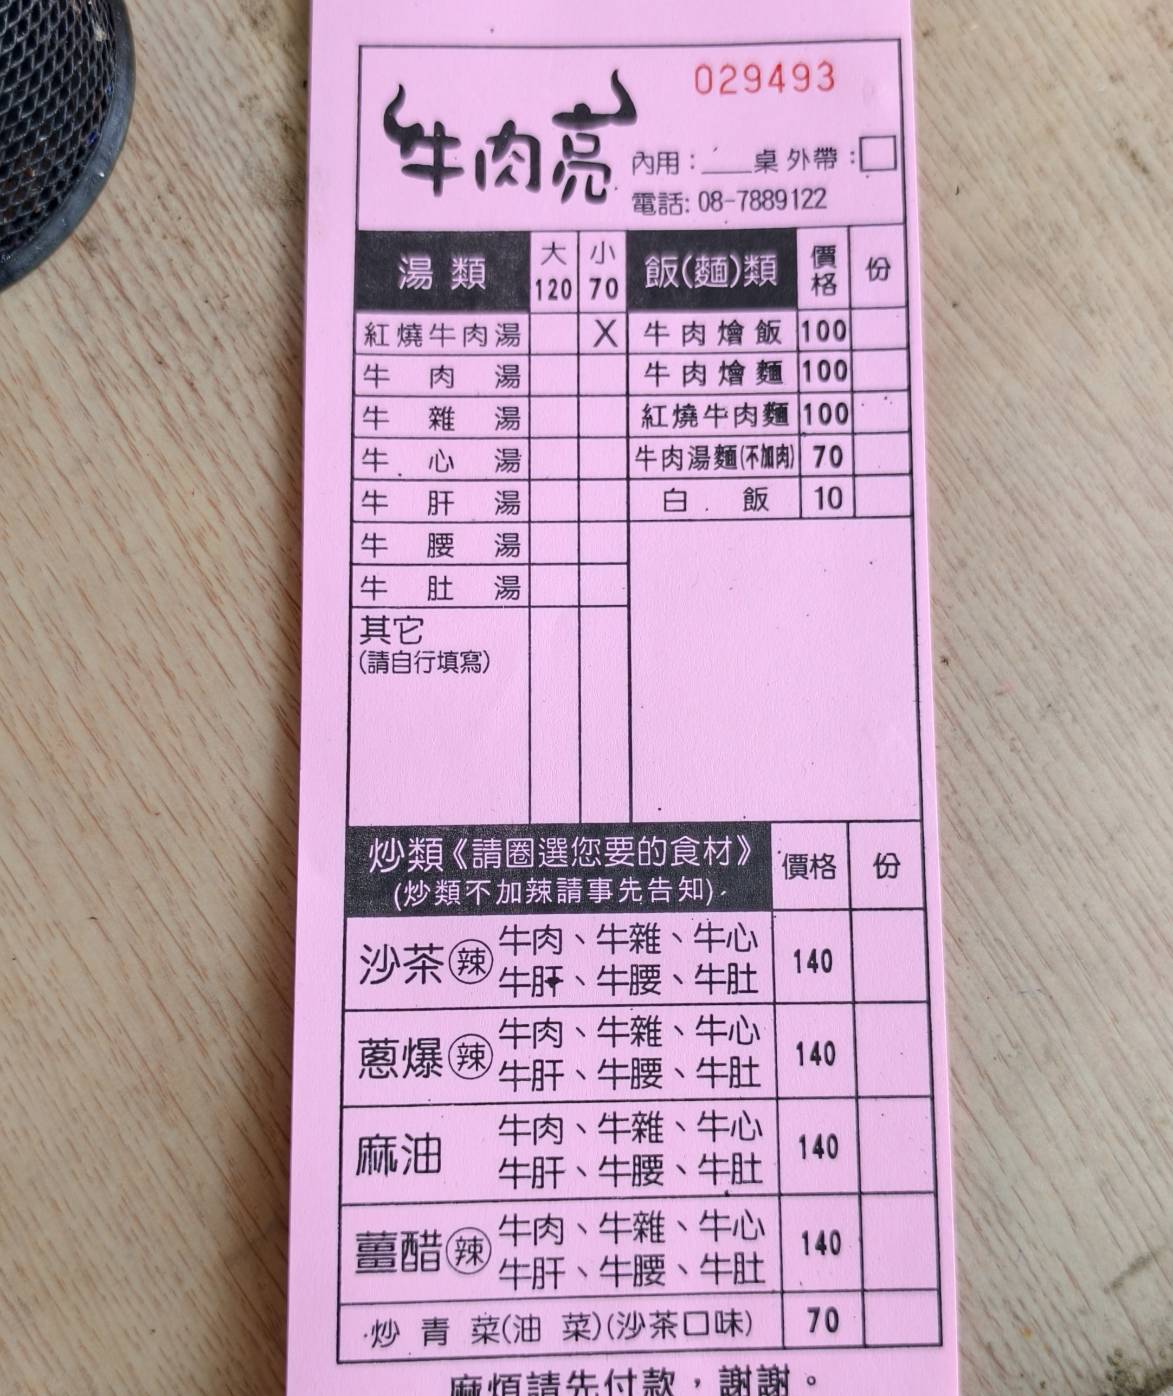 029493
牛肉亮
內用：___桌 外帶：□
電話: 08-7889122
湯類 大 120 小 70
紅燒牛肉湯 X
牛肉湯
牛雜湯
牛心湯
牛肝湯
牛腰湯
牛肚湯
其它
(請自行填寫)
飯(麵)類 價格 份
牛肉燴飯 100
牛肉燴麵 100
紅燒牛肉麵 100
牛肉湯麵(不加肉) 70
白飯 10
炒類《請圈選您要的食材》 價格 份
(炒類不加辣請事先告知)
沙茶(辣) 牛肉、牛雜、牛心 140
牛肝、牛腰、牛肚
蔥爆(辣) 牛肉、牛雜、牛心 140
牛肝、牛腰、牛肚
麻油 牛肉、牛雜、牛心 140
牛肝、牛腰、牛肚
薑醋(辣) 牛肉、牛雜、牛心 140
牛肝、牛腰、牛肚
炒青菜(油菜)(沙茶口味) 70
麻煩請先付款，謝謝。